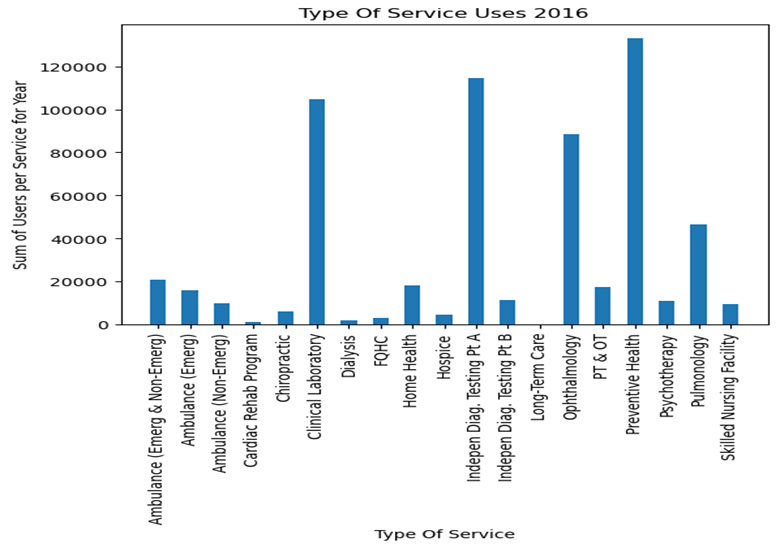 Type Of Service Uses 2016
Sum of Users per Service for Year
120000
100000
80000
60000
40000
20000
0
Ambulance (Emerg & Non-Emerg)
Ambulance (Emerg)
Ambulance (Non-Emerg)
Cardiac Rehab Program
Chiropractic
Clinical Laboratory
Dialysis
FQHC
Home Health
Hospice
Indepen Diag. Testing Pt A
Indepen Diag. Testing Pt B
Long-Term Care
Ophthalmology
PT & OT
Preventive Health
Psychotherapy
Pulmonology
Skilled Nursing Facility
Type Of Service